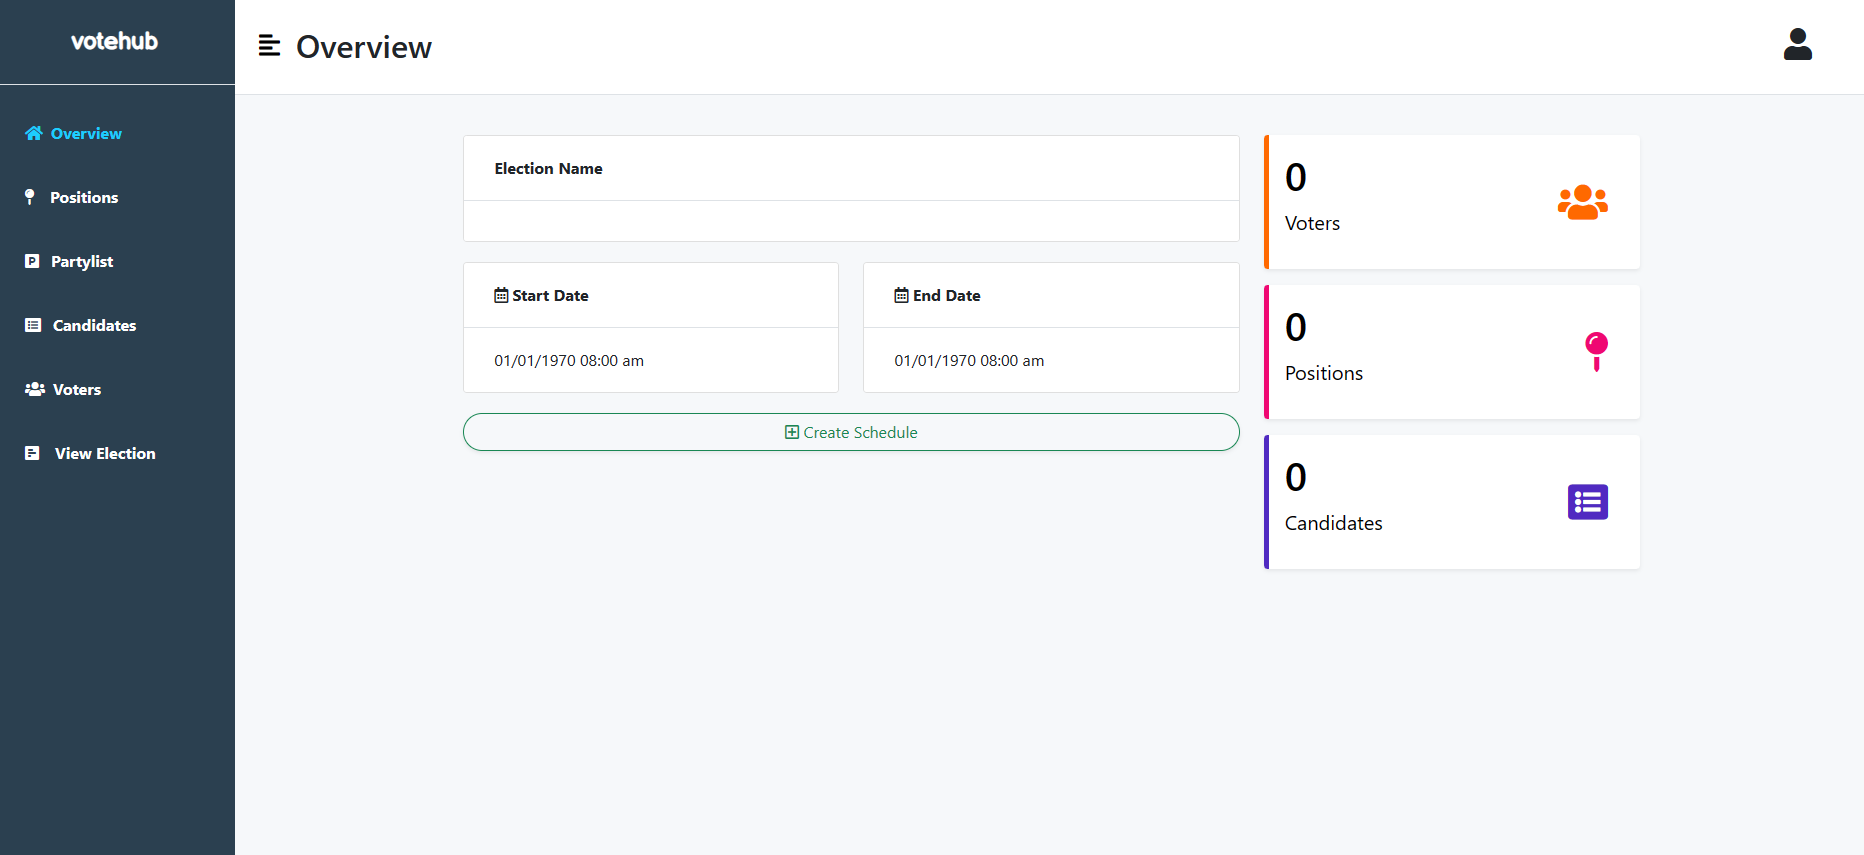 votehub
Overview
Overview
Positions
Partylist
Candidates
Voters
View Election
Election Name
Start Date
01/01/1970 08:00 am
End Date
01/01/1970 08:00 am
Create Schedule
0
Voters
0
Positions
0
Candidates